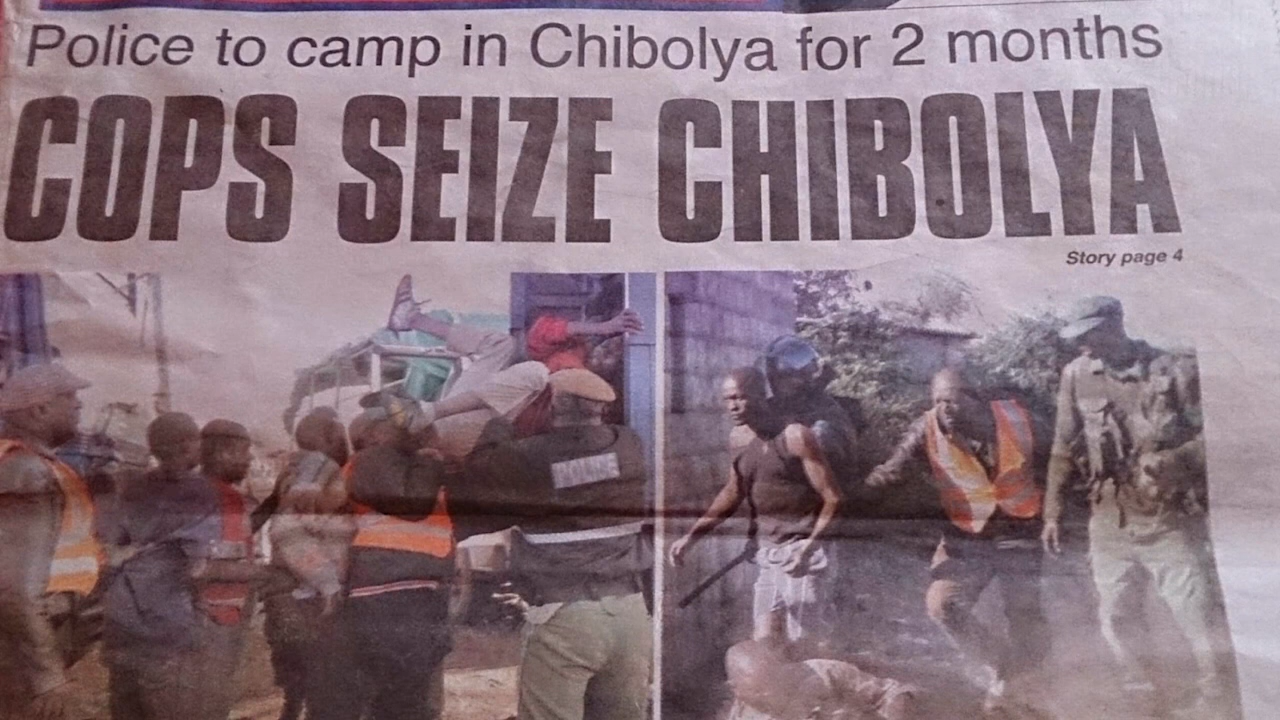 Police to camp in Chibolya for 2 months
COPS SEIZE CHIBOLYA
Story page 4
POLICE